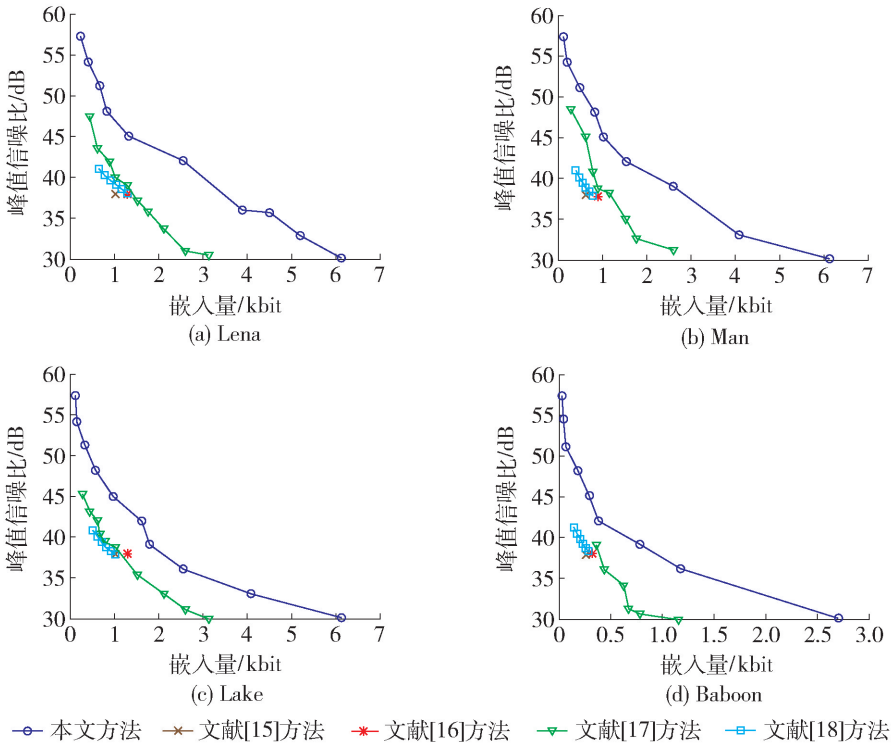 60
55
50
45
40
35
30
峰值信噪比/dB
0 1 2 3 4 5 6 7
嵌入量/kbit
(a) Lena
60
55
50
45
40
35
30
峰值信噪比/dB
0 1 2 3 4 5 6 7
嵌入量/kbit
(b) Man
60
55
50
45
40
35
30
峰值信噪比/dB
0 1 2 3 4 5 6 7
嵌入量/kbit
(c) Lake
60
55
50
45
40
35
30
峰值信噪比/dB
0 0.5 1.0 1.5 2.0 2.5 3.0
嵌入量/kbit
(d) Baboon
本文方法 文献[15]方法 文献[16]方法 文献[17]方法 文献[18]方法